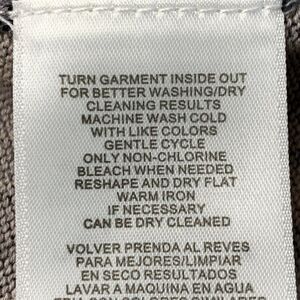 TURN GARMENT INSIDE OUT
FOR BETTER WASHING/DRY
CLEANING RESULTS
MACHINE WASH COLD
WITH LIKE COLORS
GENTLE CYCLE
ONLY NON-CHLORINE
BLEACH WHEN NEEDED
RESHAPE AND DRY FLAT
WARM IRON
IF NECESSARY
CAN BE DRY CLEANED
VOLVER PRENDA AL REVES
PARA MEJORES/LIMPIAR
EN SECO RESULTADOS
LAVAR A MAQUINA EN AGUA